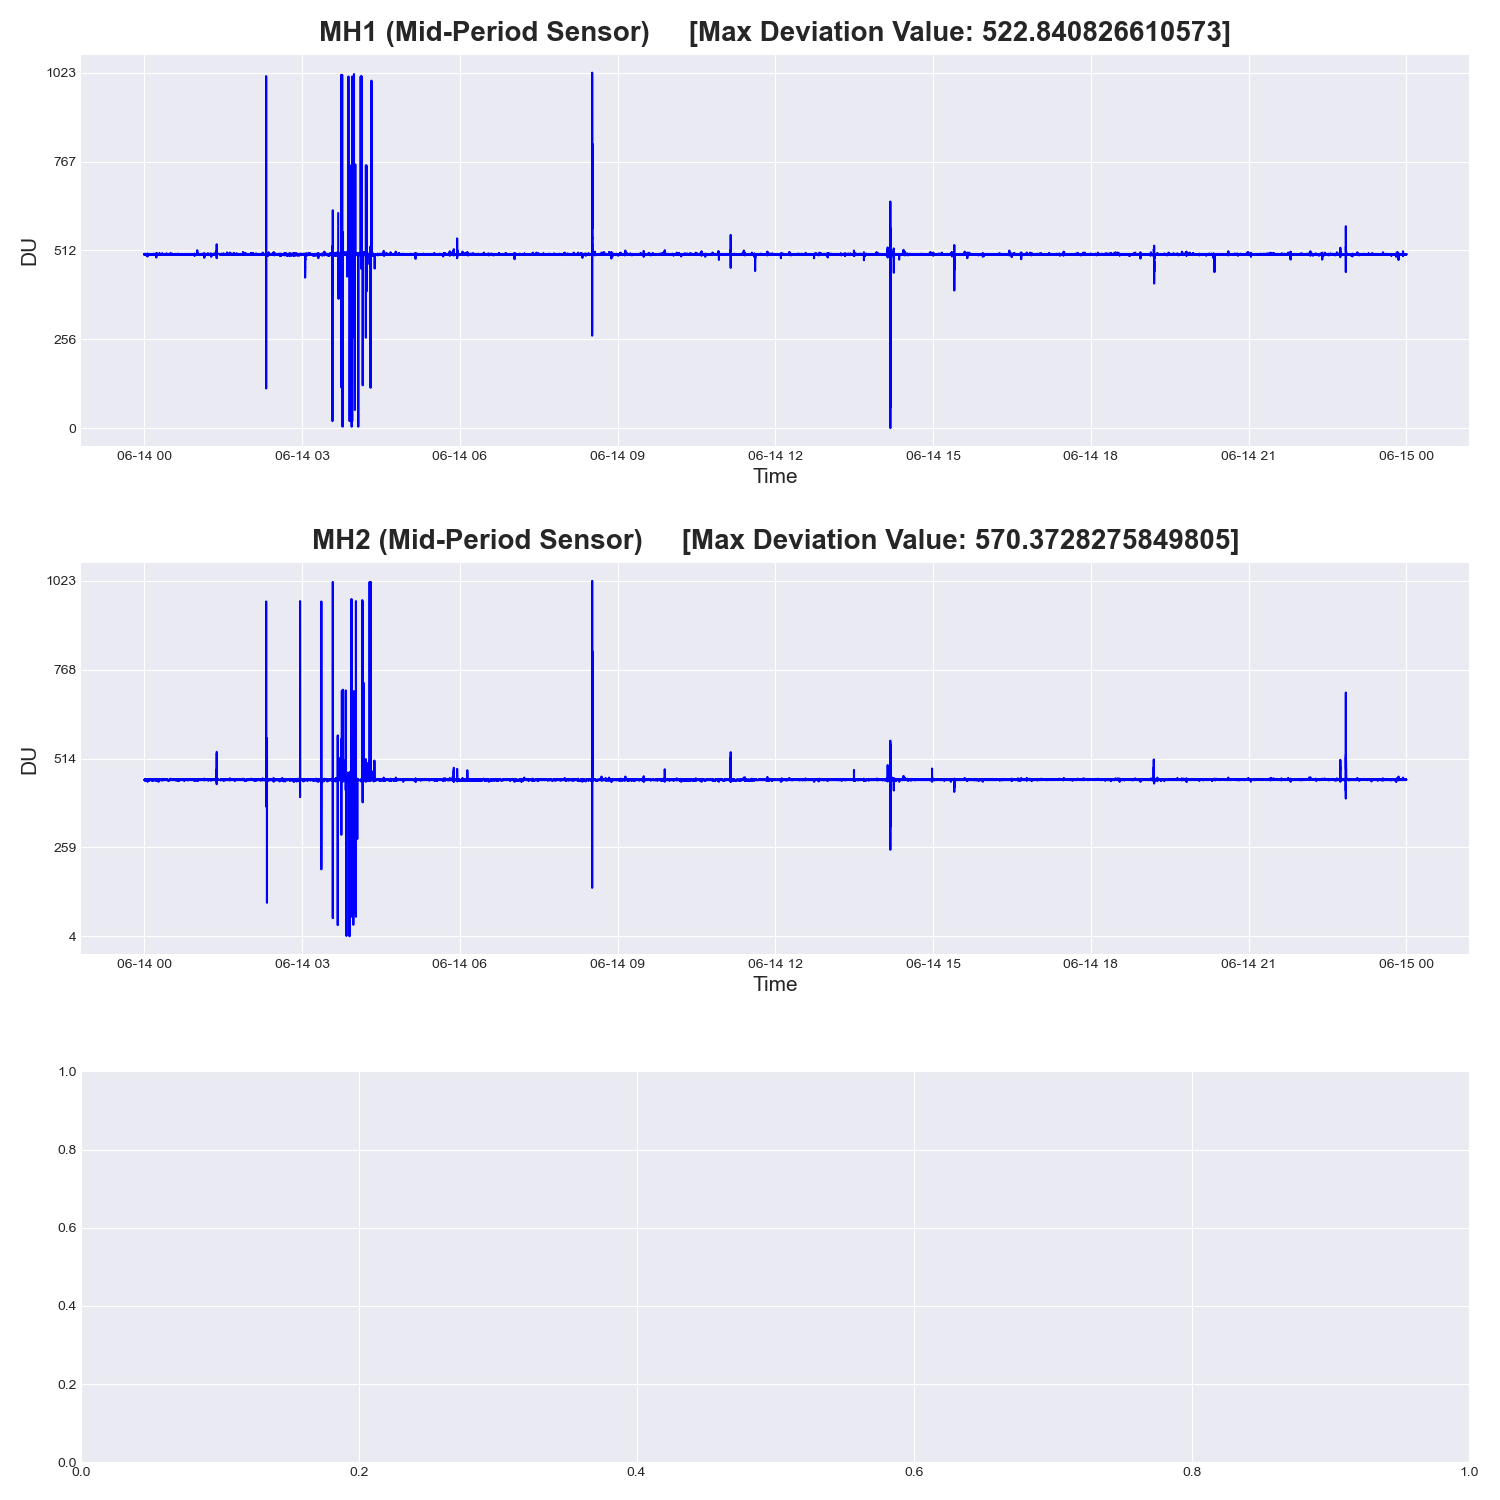 MH1 (Mid-Period Sensor) [Max Deviation Value: 522.840826610573]
1023
767
512
256
0
DU
06-14 00 06-14 03 06-14 06 06-14 09 06-14 12 06-14 15 06-14 18 06-14 21 06-15 00
Time
MH2 (Mid-Period Sensor) [Max Deviation Value: 570.3728275849805]
1023
768
514
259
4
DU
06-14 00 06-14 03 06-14 06 06-14 09 06-14 12 06-14 15 06-14 18 06-14 21 06-15 00
Time
1.0
0.8
0.6
0.4
0.2
0.0
0.0 0.2 0.4 0.6 0.8 1.0